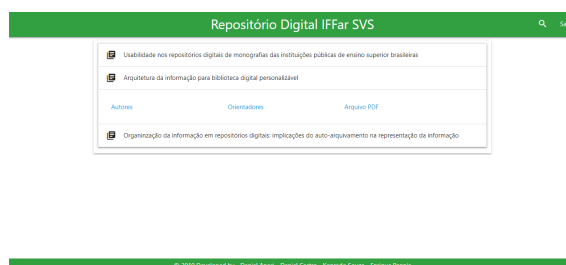 Repositório Digital IFFar SVS
Usabilidade nos repositórios digitais de monografias das instituições públicas de ensino superior brasileiras
Arquitetura da informação para biblioteca digital personalizável
Autores Orientadores Arquivo PDF
Organinzação da informação em repositórios digitais: implicações do auto-arquivamento na representação da informação